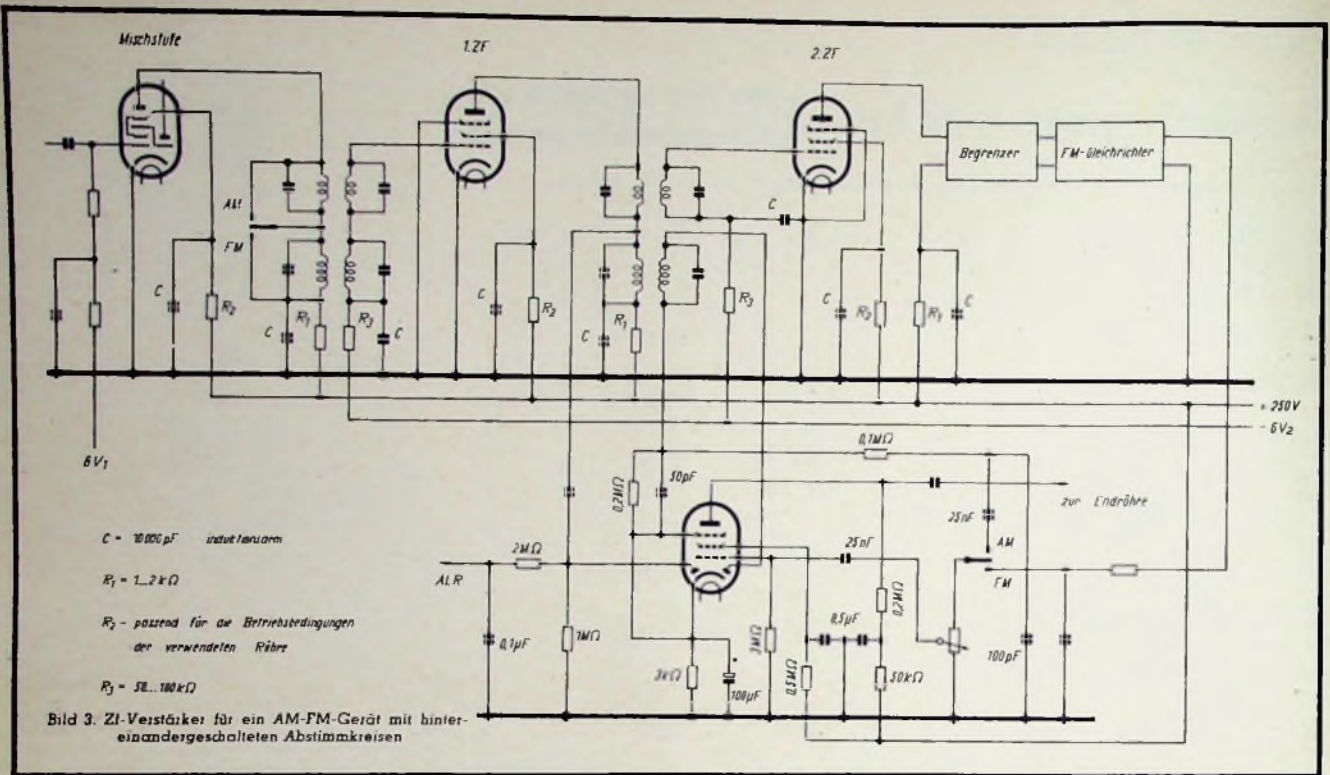 Mischstufe
1.ZF
2.ZF
AM
FM
Begrenzer
FM-Gleichrichter
C
C
R₂
C
R₁
R₃
C
C
R₂
C
R₁
R₃
C
R₂
R₁
C
+ 250V
- GV₂
GV₁
0,1MΩ
0,2MΩ
50pF
zur Endröhre
25nF
AM
FM
25nF
2MΩ
ALR
0,1µF
1MΩ
3kΩ
100µF
3MΩ
0,5MΩ
0,5µF
0,2MΩ
50kΩ
100pF
C = 10000pF induktionsarm
R₁ = 1...2kΩ
R₂ - passend für die Betriebsbedingungen
der verwendeten Röhre
R₃ = 50...100kΩ
Bild 3. Zf-Verstärker für ein AM-FM-Gerät mit hinter-
einandergeschalteten Abstimmkreisen